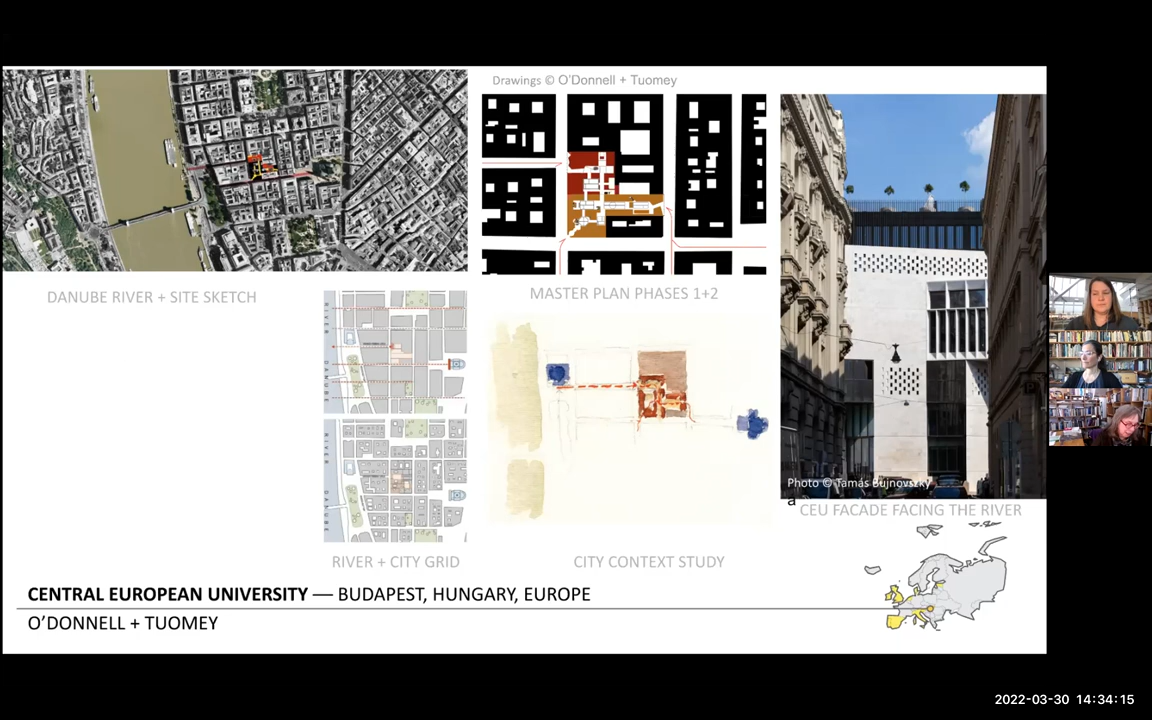 Drawings © O'Donnell + Tuomey
DANUBE RIVER + SITE SKETCH
MASTER PLAN PHASES 1+2
Photo © Tamás Bujnovszky
a
CEU FACADE FACING THE RIVER
RIVER + CITY GRID
CITY CONTEXT STUDY
CENTRAL EUROPEAN UNIVERSITY — BUDAPEST, HUNGARY, EUROPE
O'DONNELL + TUOMEY
2022-03-30 14:34:15